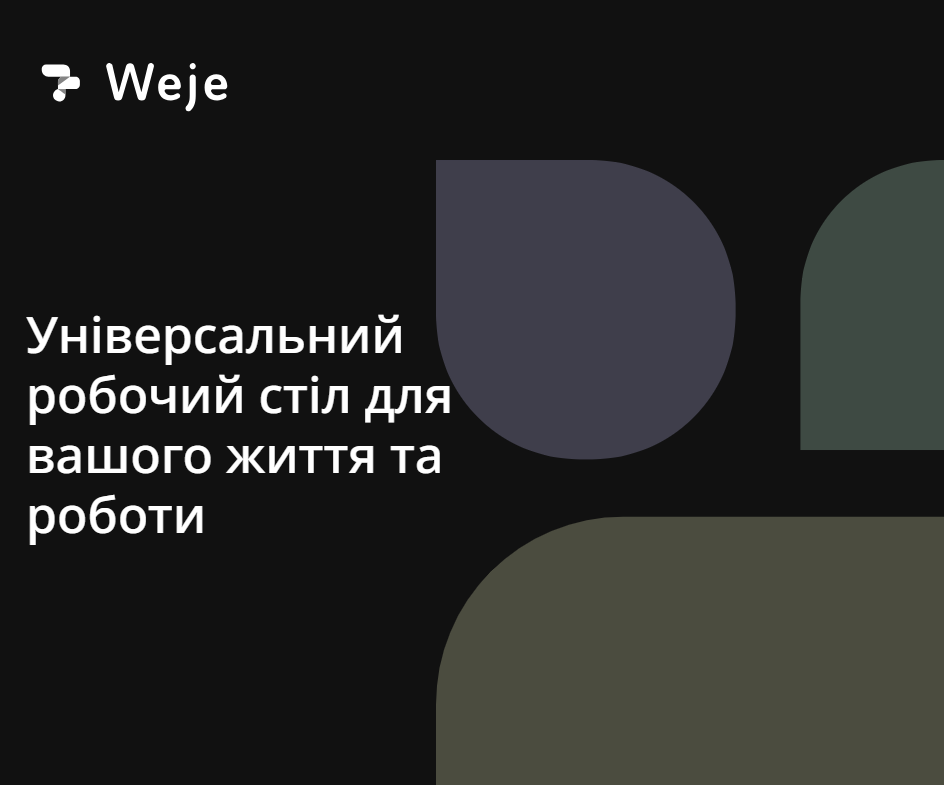 Weje
Універсальний
робочий стіл для
вашого життя та
роботи